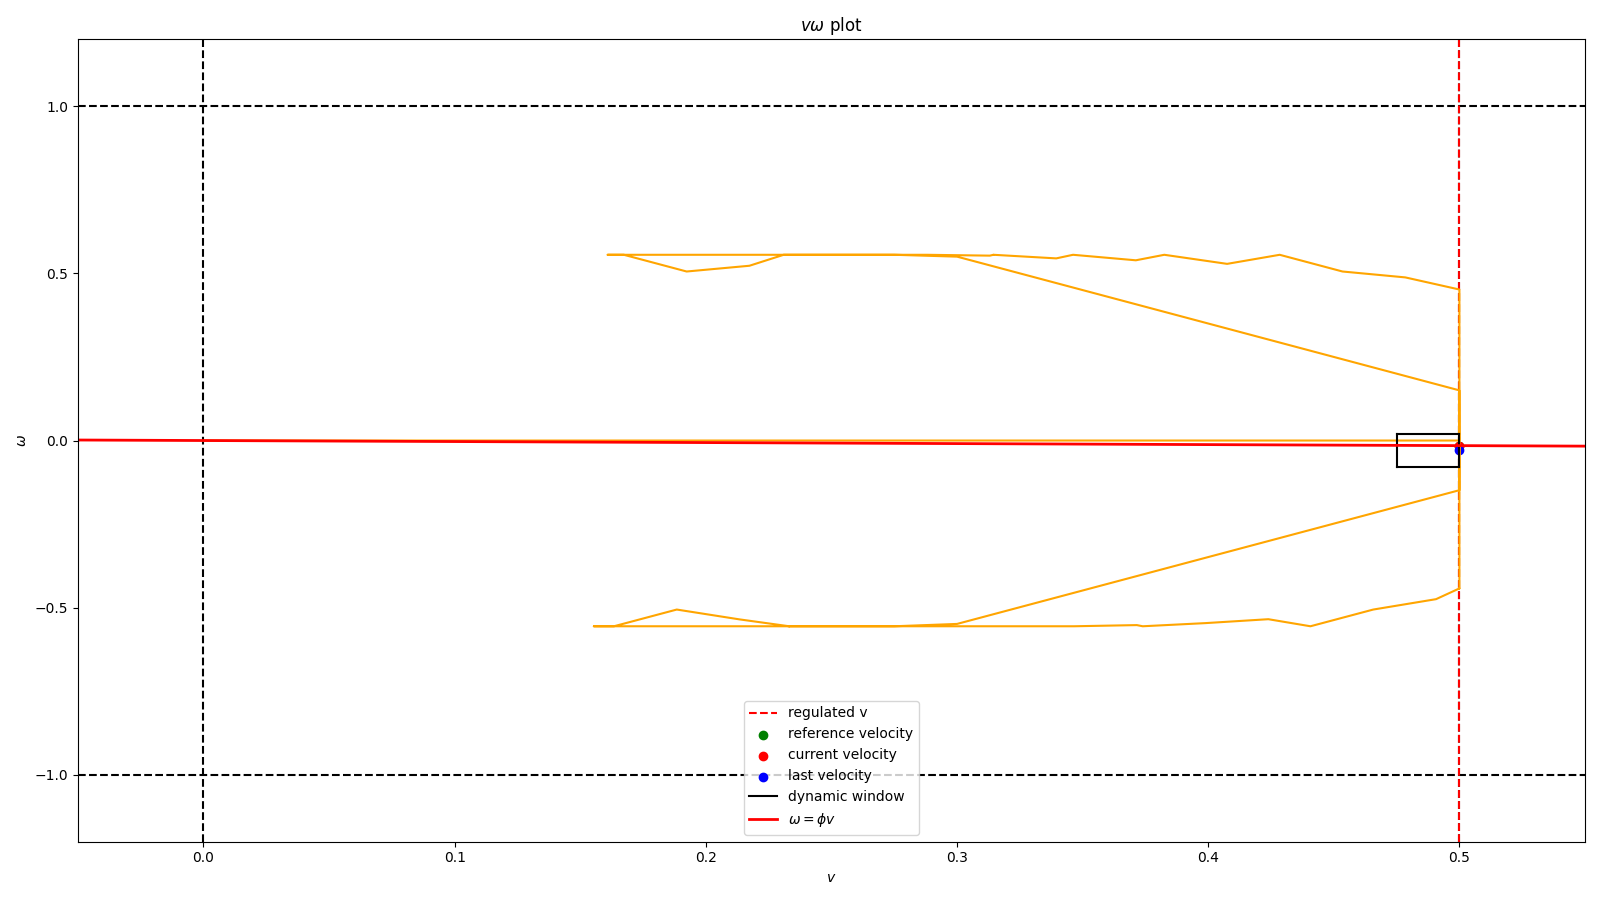 vω plot
1.0
0.5
0.0
−0.5
−1.0
ω
regulated v
reference velocity
current velocity
last velocity
dynamic window
ω = ϕv
0.0 0.1 0.2 0.3 0.4 0.5
v